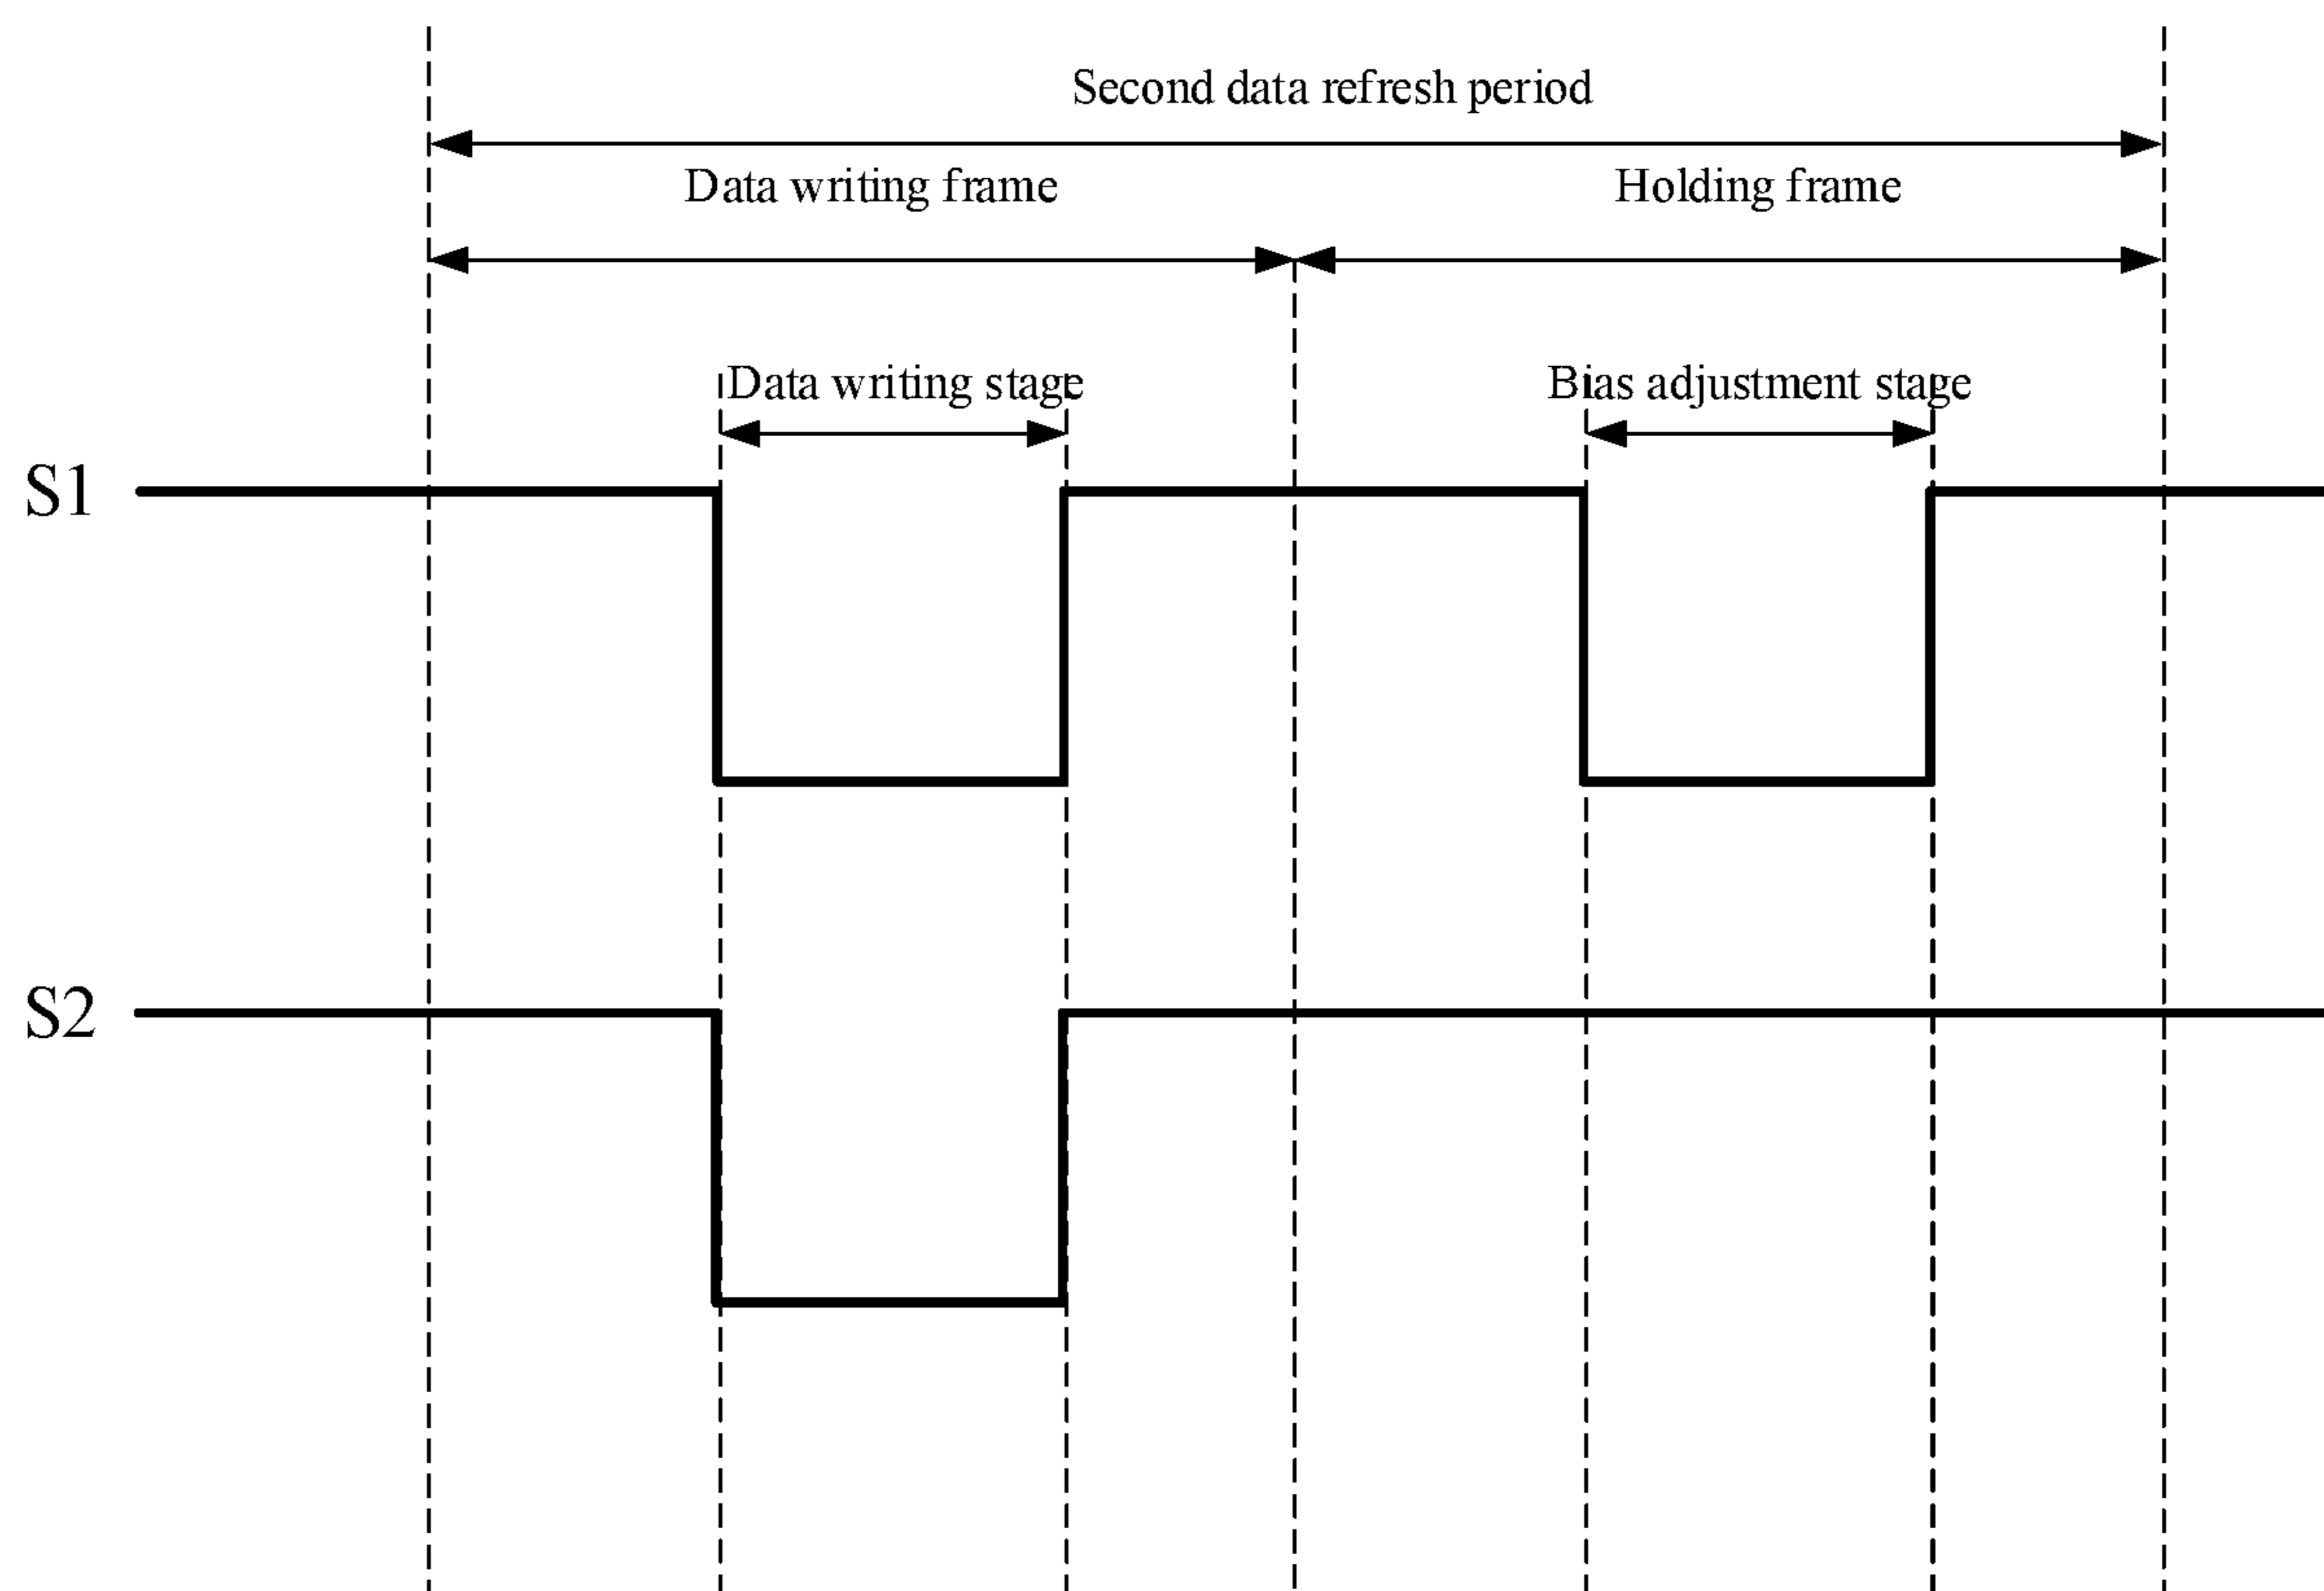 Second data refresh period
Data writing frame
Holding frame
Data writing stage
Bias adjustment stage
S1
S2